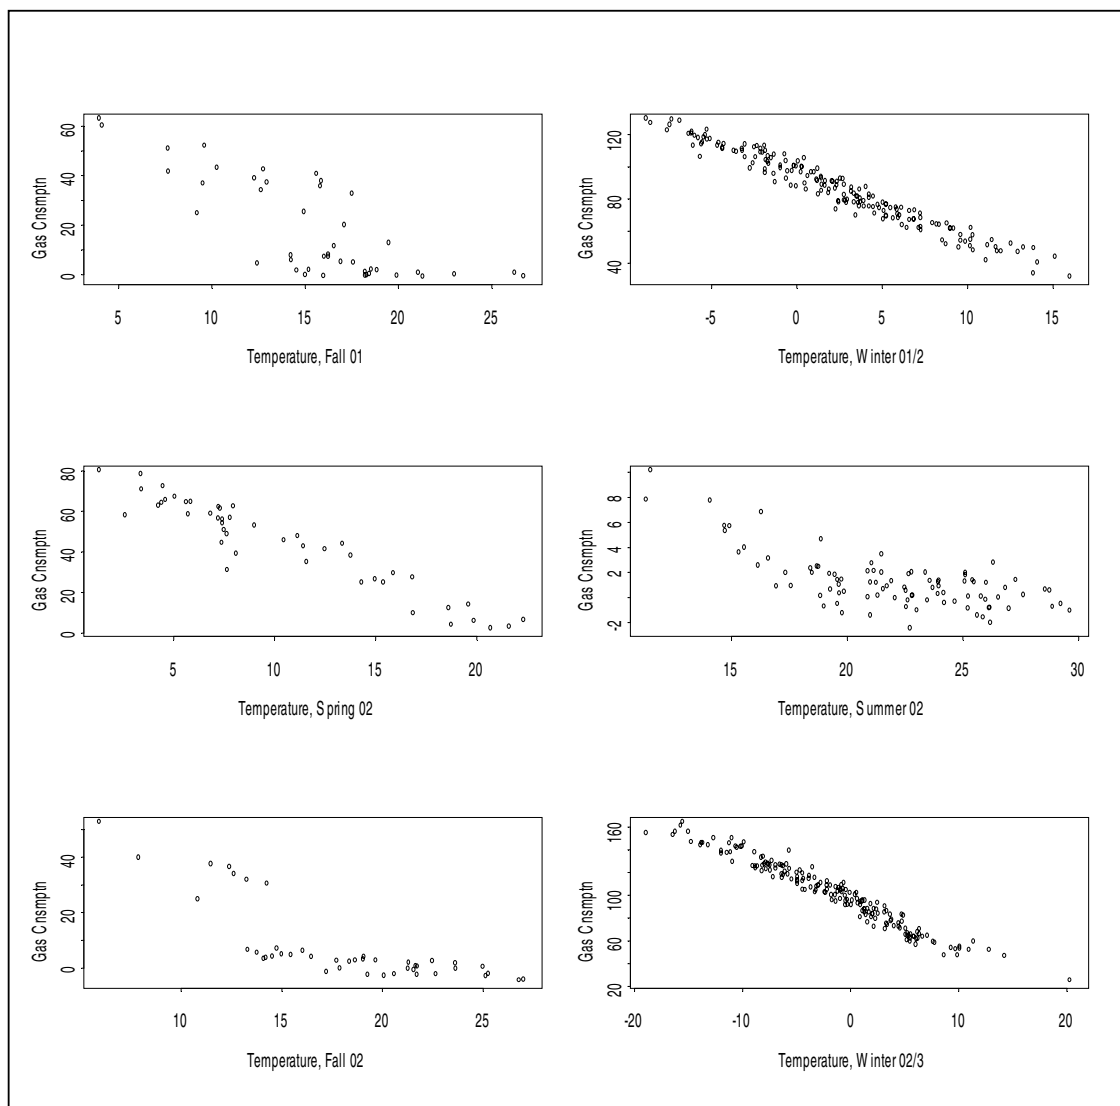 Gas Cnsmptn
60
40
20
0
5 10 15 20 25
Temperature, Fall 01
Gas Cnsmptn
120
80
40
-5 0 5 10 15
Temperature, Winter 01/2
Gas Cnsmptn
80
60
40
20
0
5 10 15 20
Temperature, Spring 02
Gas Cnsmptn
8
6
4
2
-2
15 20 25 30
Temperature, Summer 02
Gas Cnsmptn
40
20
0
10 15 20 25
Temperature, Fall 02
Gas Cnsmptn
160
100
60
20
-20 -10 0 10 20
Temperature, Winter 02/3